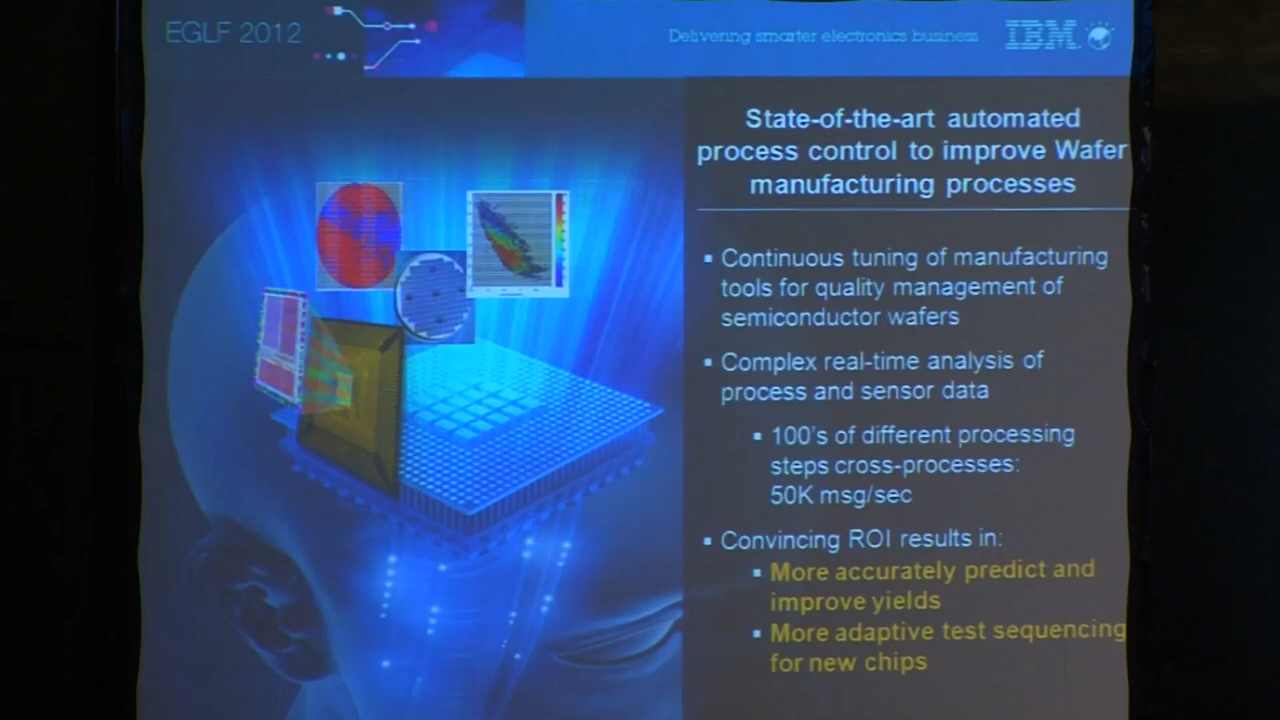 EGLF 2012
Delivering smarter electronics business
IBM
State-of-the-art automated
process control to improve Wafer
manufacturing processes
▪ Continuous tuning of manufacturing
tools for quality management of
semiconductor wafers
▪ Complex real-time analysis of
process and sensor data
▪ 100's of different processing
steps cross-processes:
50K msg/sec
▪ Convincing ROI results in:
▪ More accurately predict and
improve yields
▪ More adaptive test sequencing
for new chips